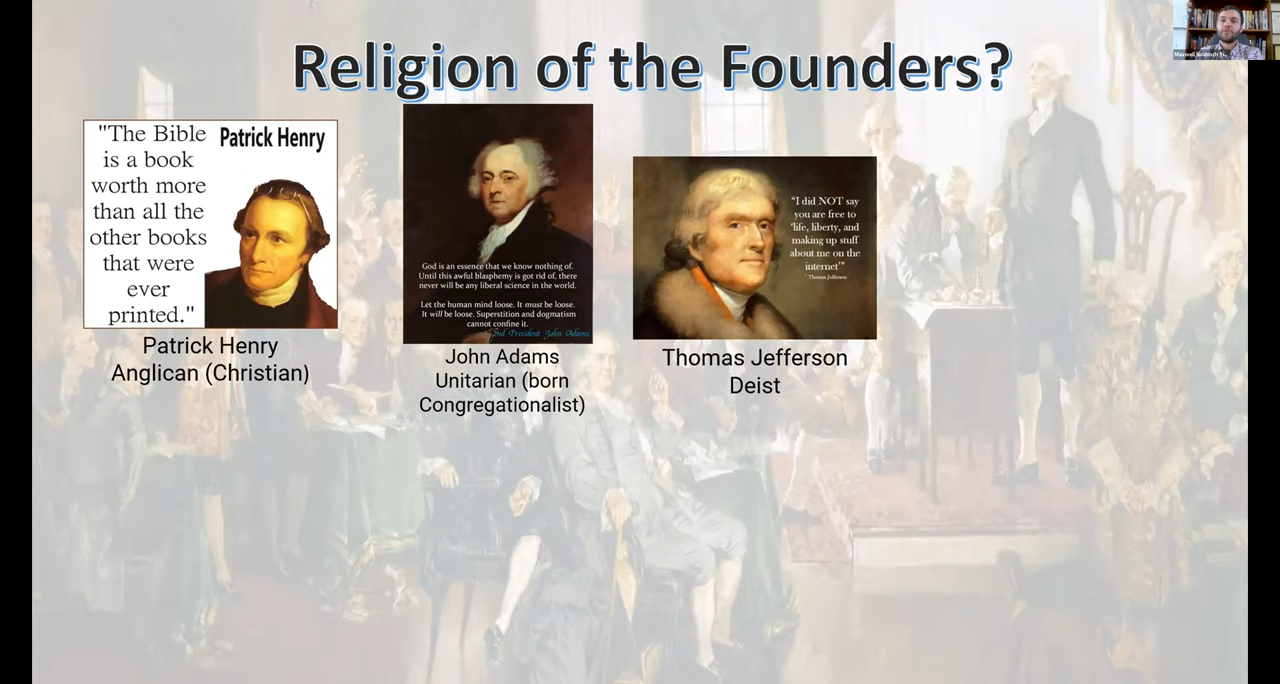 Religion of the Founders?
"The Bible
is a book
worth more
than all the
other books
that were
ever
printed."
Patrick Henry
Patrick Henry
Anglican (Christian)
God is an essence that we know nothing of.
Until this awful blasphemy is got rid of, there
never will be any liberal science in the world.
Let the human mind loose. It must be loose.
It will be loose. Superstition and dogmatism
cannot confine it.
2nd President John Adams
John Adams
Unitarian (born
Congregationalist)
"I did NOT say
you are free to
'life, liberty, and
making up stuff
about me on the
internet'"
Thomas Jefferson
Thomas Jefferson
Deist
Maxwell